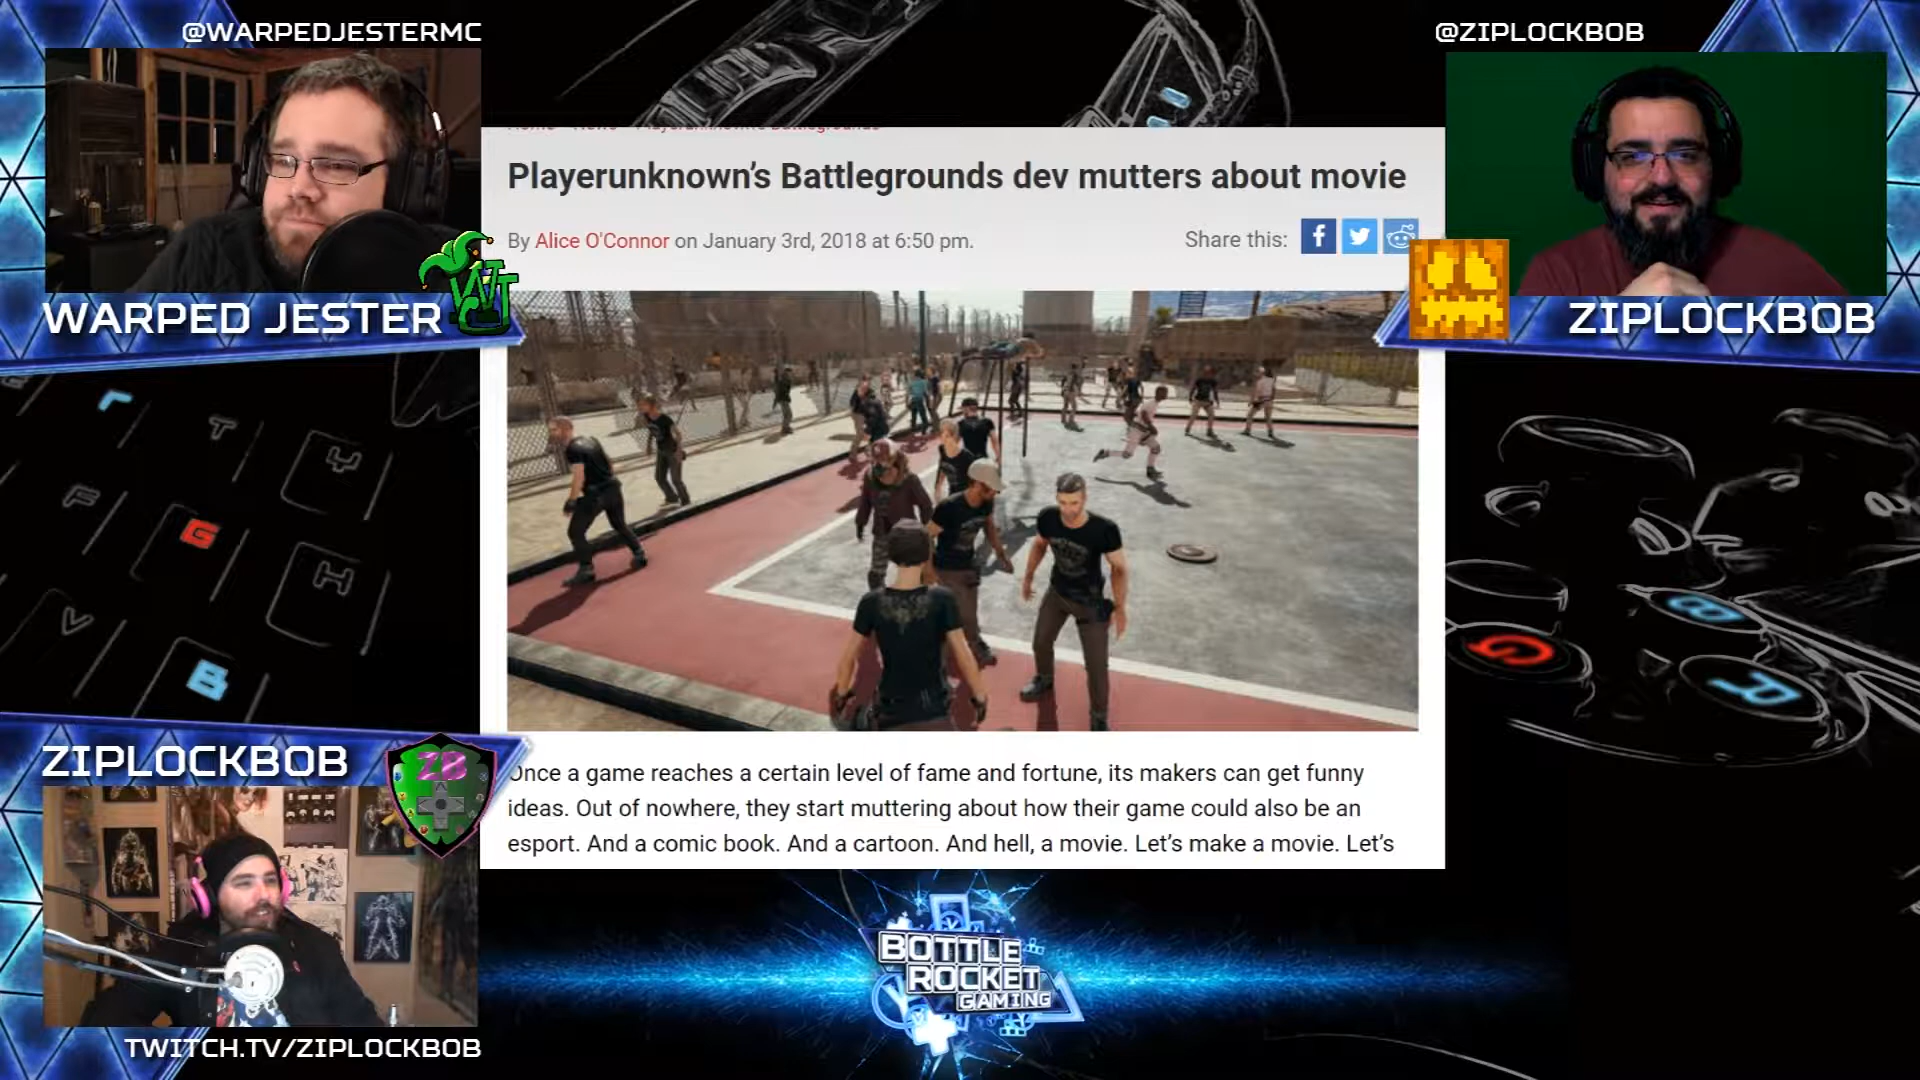 @WARPEDJESTERMC
@ZIPLOCKBOB
Playerunknown's Battlegrounds dev mutters about movie
By Alice O'Connor on January 3rd, 2018 at 6:50 pm.
Share this:
WARPED JESTER
ZIPLOCKBOB
T
Y
F
G
H
V
B
G
B
R
ZIPLOCKBOB
ZB
Once a game reaches a certain level of fame and fortune, its makers can get funny
ideas. Out of nowhere, they start muttering about how their game could also be an
esport. And a comic book. And a cartoon. And hell, a movie. Let's make a movie. Let's
BOTTLE
ROCKET
GAMING
TWITCH.TV/ZIPLOCKBOB